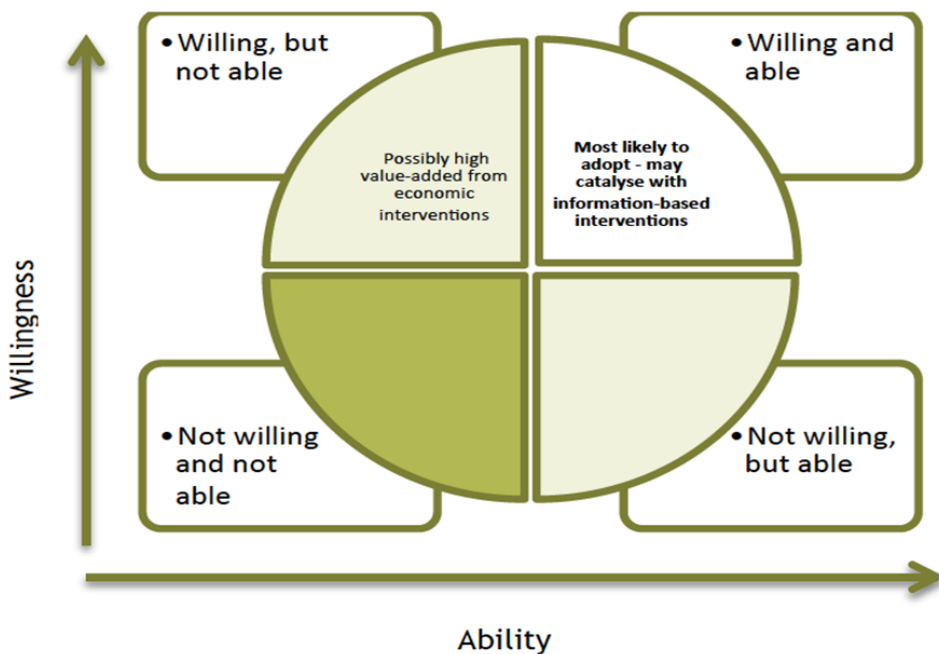 • Willing, but
not able
• Willing and
able
Possibly high
value-added from
economic
interventions
Most likely to
adopt - may
catalyse with
information-based
interventions
Willingness
• Not willing
and not
able
• Not willing,
but able
Ability